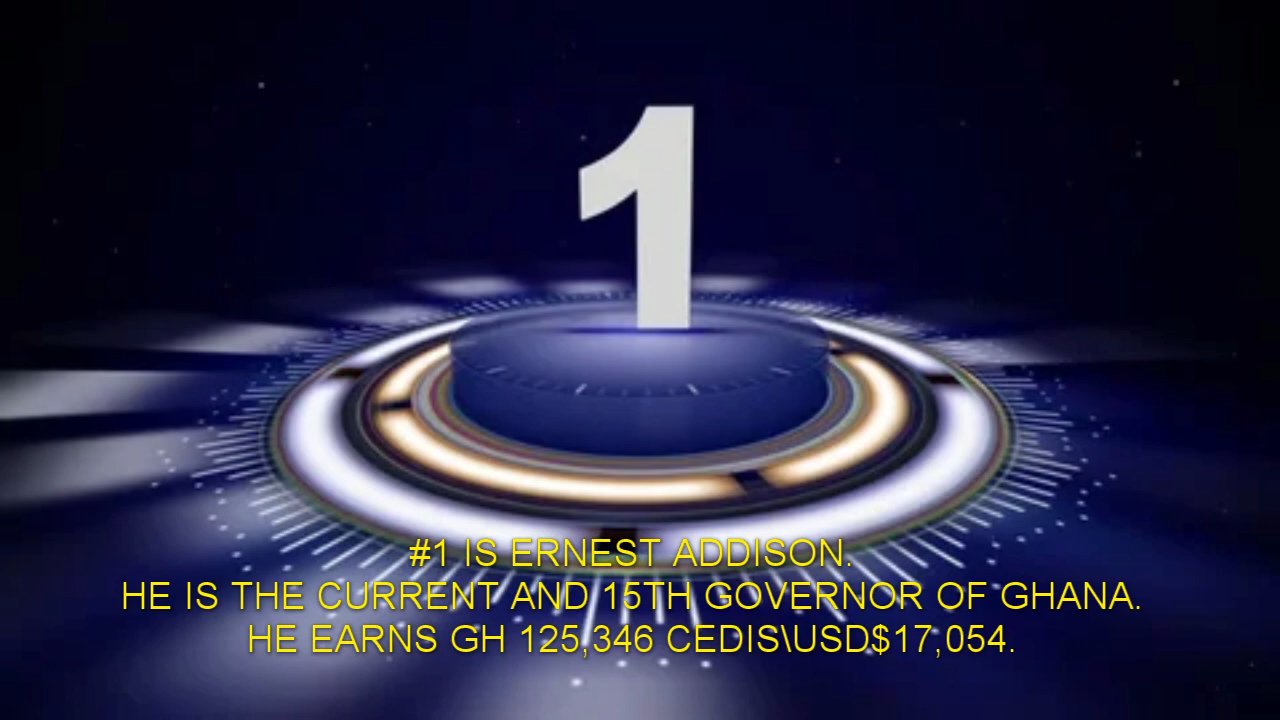 1
#1 IS ERNEST ADDISON.
HE IS THE CURRENT AND 15TH GOVERNOR OF GHANA.
HE EARNS GH 125,346 CEDIS\USD$17,054.